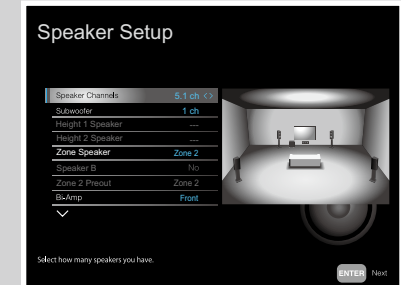 Speaker Setup
Speaker Channels 5.1 ch <>
Subwoofer 1 ch
Height 1 Speaker ---
Height 2 Speaker ---
Zone Speaker Zone 2
Speaker B No
Zone 2 Preout Zone 2
Bi-Amp Front
Select how many speakers you have.
ENTER Next